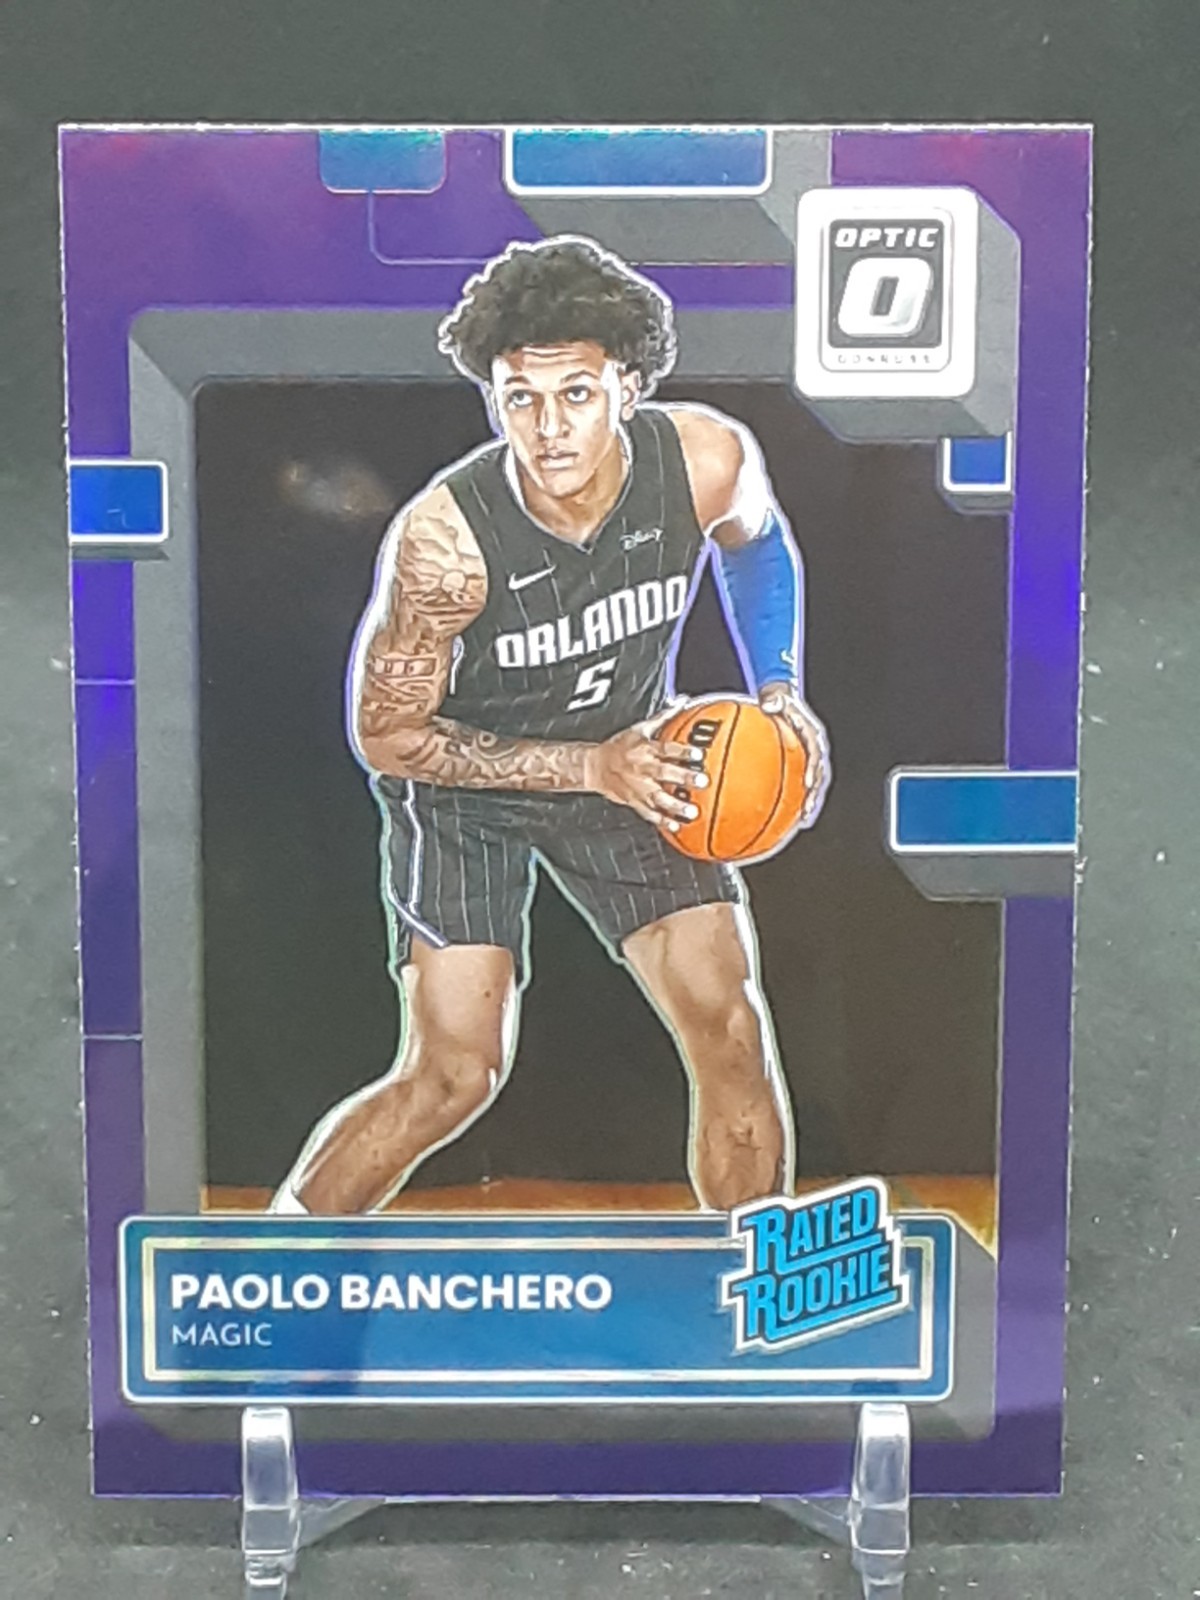 OPTIC
O
DONRUSS
Disney
ORLANDO
5
RATED
ROOKIE
PAOLO BANCHERO
MAGIC